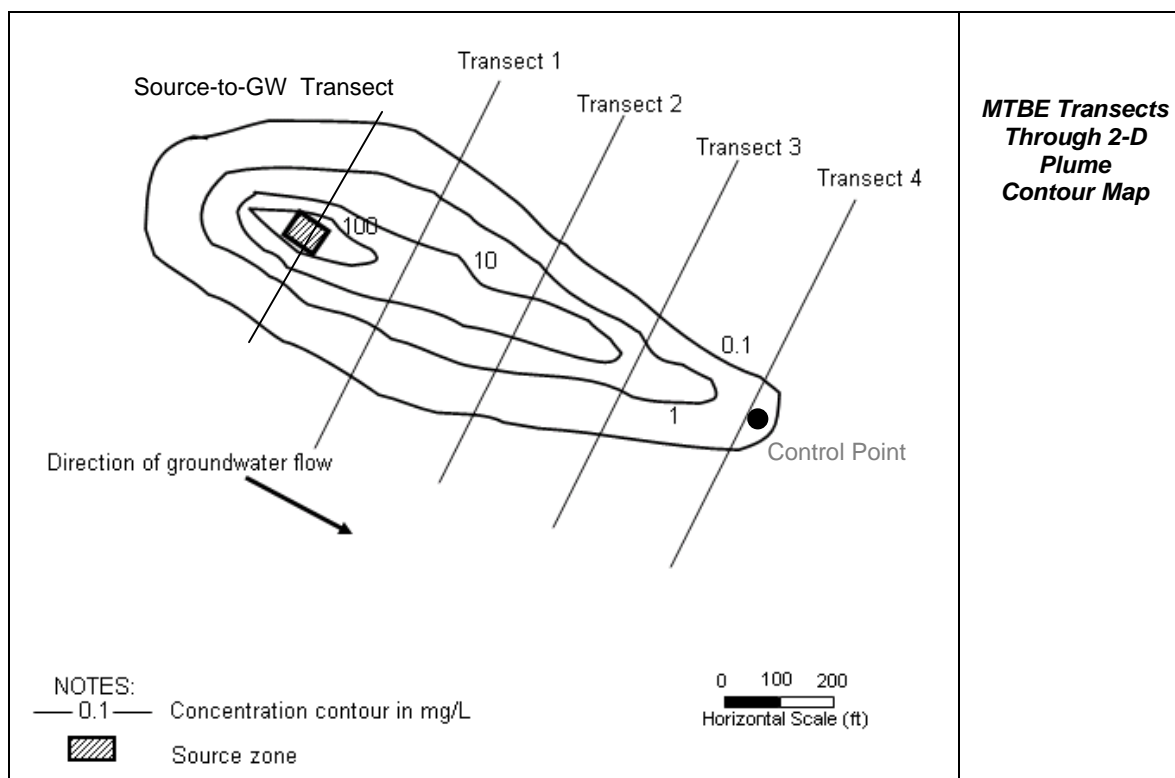 Source-to-GW Transect
Transect 1
Transect 2
Transect 3
Transect 4
100
10
0.1
1
Control Point
Direction of groundwater flow
NOTES:
0.1 Concentration contour in mg/L
Source zone
0 100 200
Horizontal Scale (ft)
MTBE Transects
Through 2-D
Plume
Contour Map